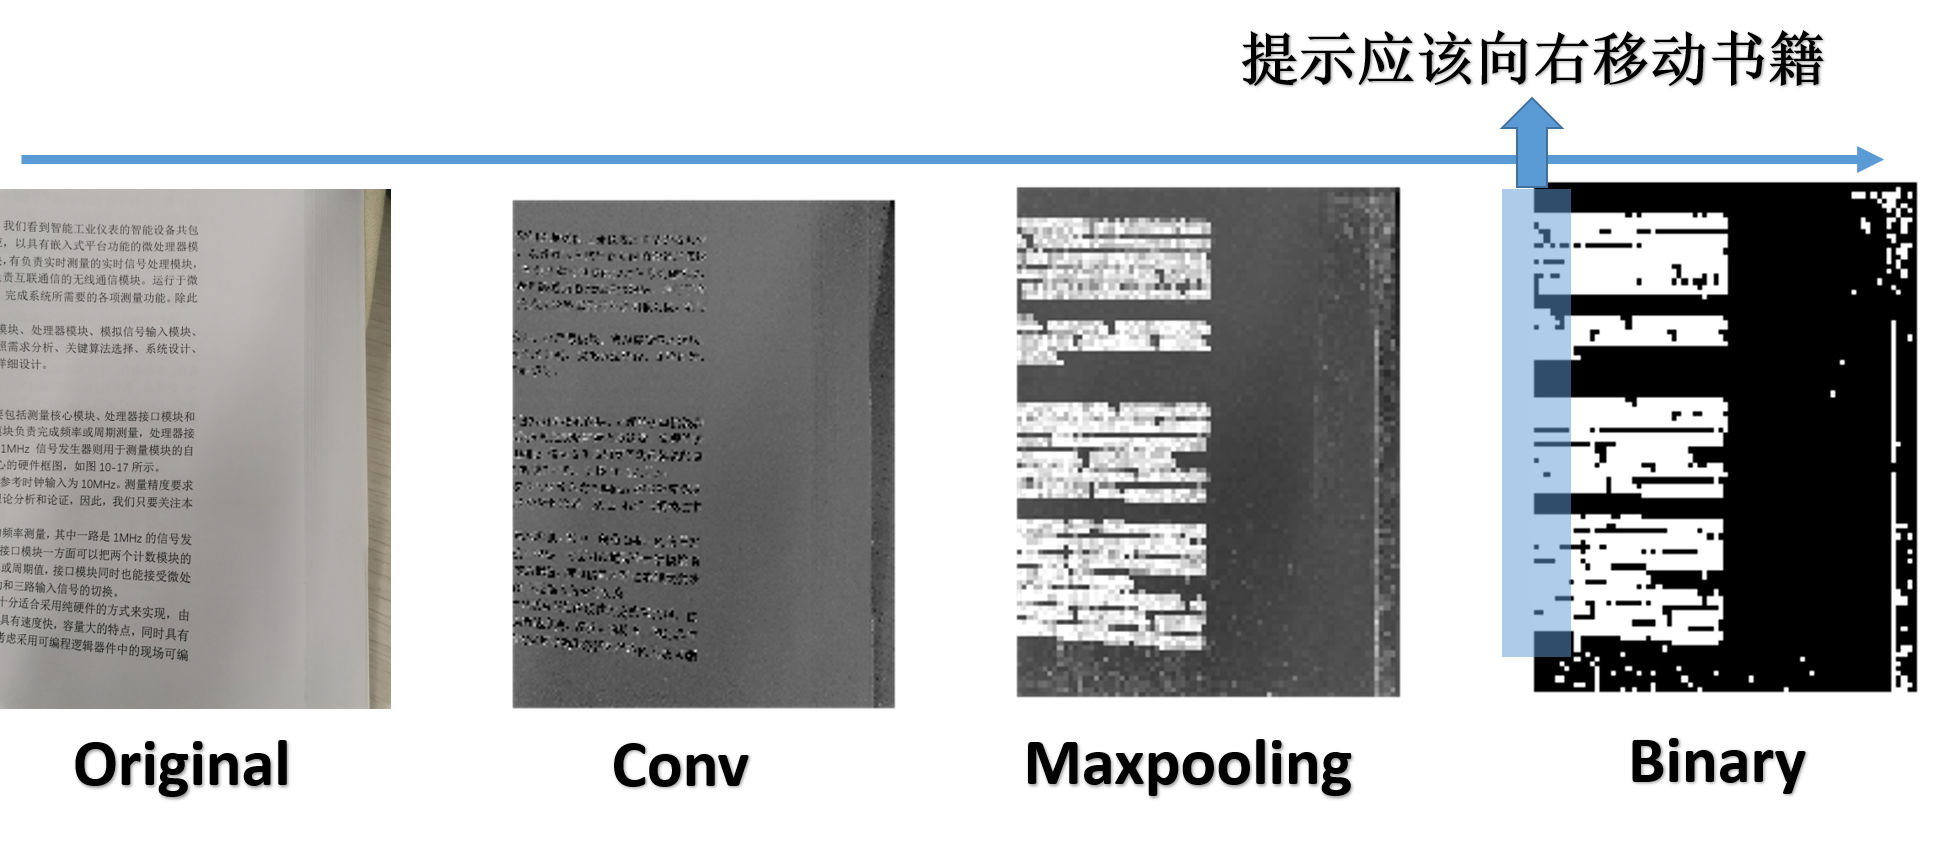 提示应该向右移动书籍
我们看到智能工业仪表的智能设备共包
，以具有嵌入式平台功能的微处理器模
，有负责实时测量的实时信号处理模块，
责互联通信的无线通信模块。运行于微
完成系统所需要的各项测量功能。除此
模块、处理器模块、模拟信号输入模块、
照需求分析、关键算法选择、系统设计、
详细设计。
要包括测量核心模块、处理器接口模块和
块负责完成频率或周期测量，处理器接
1MHz 信号发生器则用于测量模块的自
心的硬件框图，如图 10-17 所示。
参考时钟输入为 10MHz。测量精度要求
理论分析和论证，因此，我们只要关注本
频率测量，其中一路是 1MHz 的信号发
接口模块一方面可以把两个计数模块的
或周期值，接口模块同时也能接受微处
和三路输入信号的切换。
十分适合采用纯硬件的方式来实现，由
具有速度快，容量大的特点，同时具有
考虑采用可编程逻辑器件中的现场可编
Original
Conv
Maxpooling
Binary